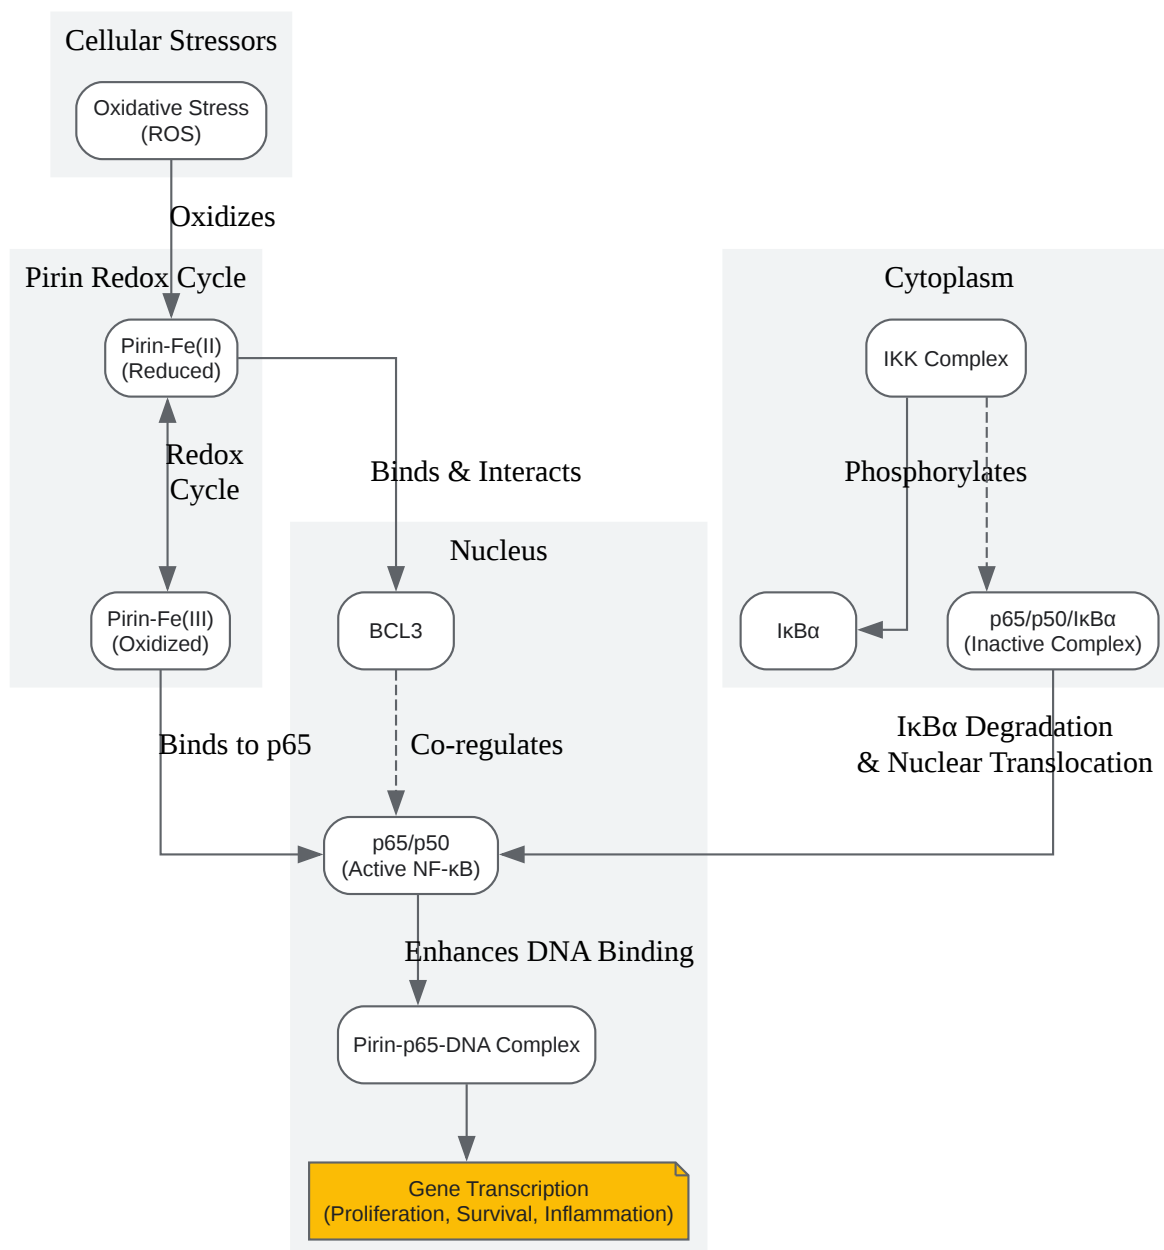 Cellular Stressors
Oxidative Stress
(ROS)
Oxidizes
Pirin Redox Cycle
Cytoplasm
Pirin-Fe(II)
(Reduced)
IKK Complex
Redox
Cycle
Binds & Interacts
Phosphorylates
Nucleus
Pirin-Fe(III)
(Oxidized)
BCL3
IκBα
p65/p50/IκBα
(Inactive Complex)
Binds to p65
Co-regulates
IκBα Degradation
& Nuclear Translocation
p65/p50
(Active NF-κB)
Enhances DNA Binding
Pirin-p65-DNA Complex
Gene Transcription
(Proliferation, Survival, Inflammation)